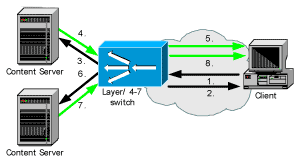 4.
5.
Content Server
3.
6.
8.
1.
7.
Layer/ 4-7
switch
2.
Client
Content Server